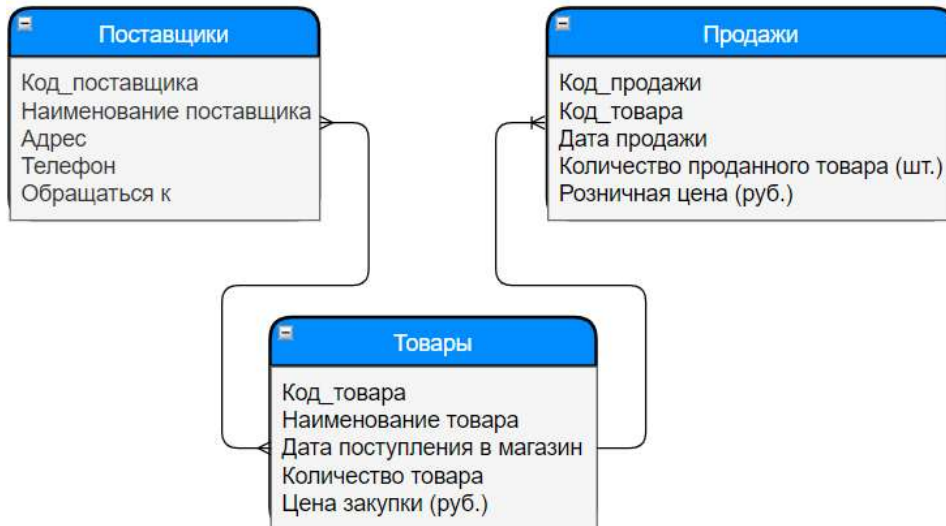 Поставщики
Код_поставщика
Наименование поставщика
Адрес
Телефон
Обращаться к
Продажи
Код_продажи
Код_товара
Дата продажи
Количество проданного товара (шт.)
Розничная цена (руб.)
Товары
Код_товара
Наименование товара
Дата поступления в магазин
Количество товара
Цена закупки (руб.)